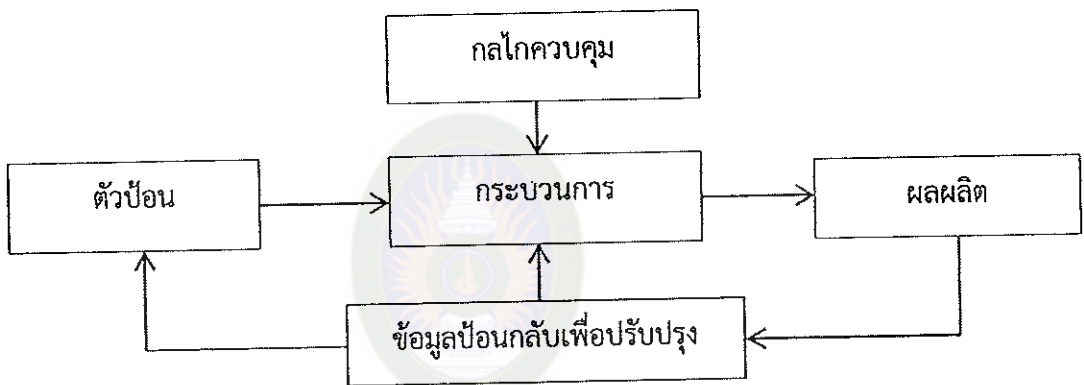 กลไกควบคุม
ตัวป้อน
กระบวนการ
ผลผลิต
ข้อมูลป้อนกลับเพื่อปรับปรุง